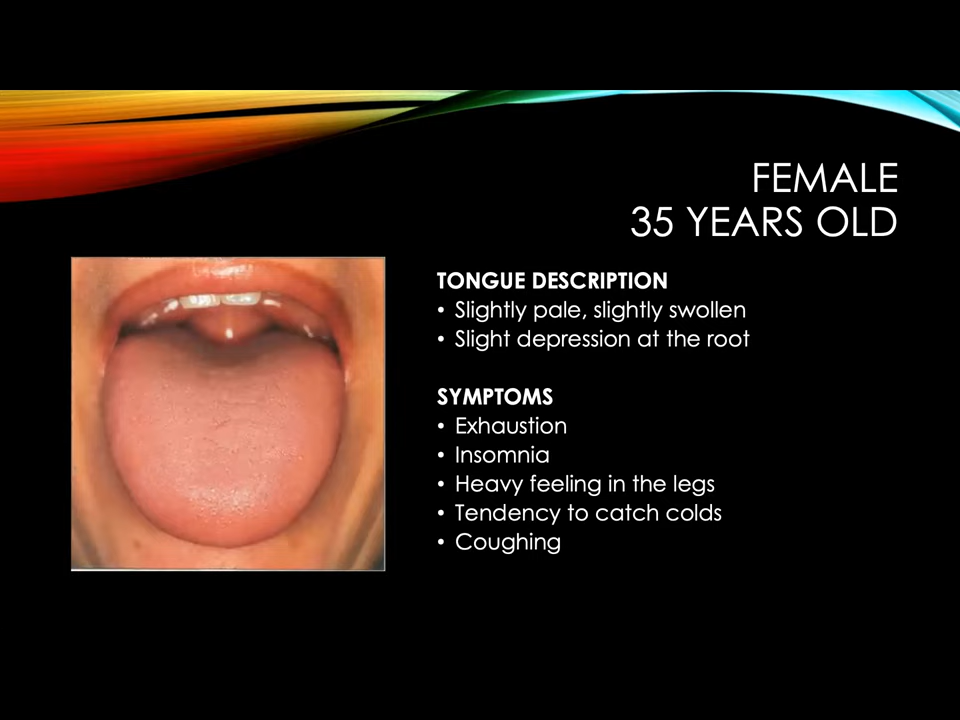 FEMALE
35 YEARS OLD
TONGUE DESCRIPTION
• Slightly pale, slightly swollen
• Slight depression at the root
SYMPTOMS
• Exhaustion
• Insomnia
• Heavy feeling in the legs
• Tendency to catch colds
• Coughing